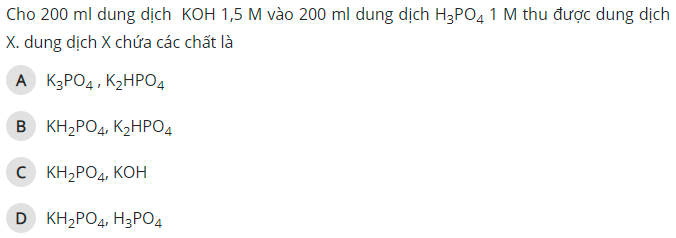 Cho 200 ml dung dịch KOH 1,5 M vào 200 ml dung dịch H₃PO₄ 1 M thu được dung dịch
X. dung dịch X chứa các chất là
A K₃PO₄ , K₂HPO₄
B KH₂PO₄, K₂HPO₄
C KH₂PO₄, KOH
D KH₂PO₄, H₃PO₄